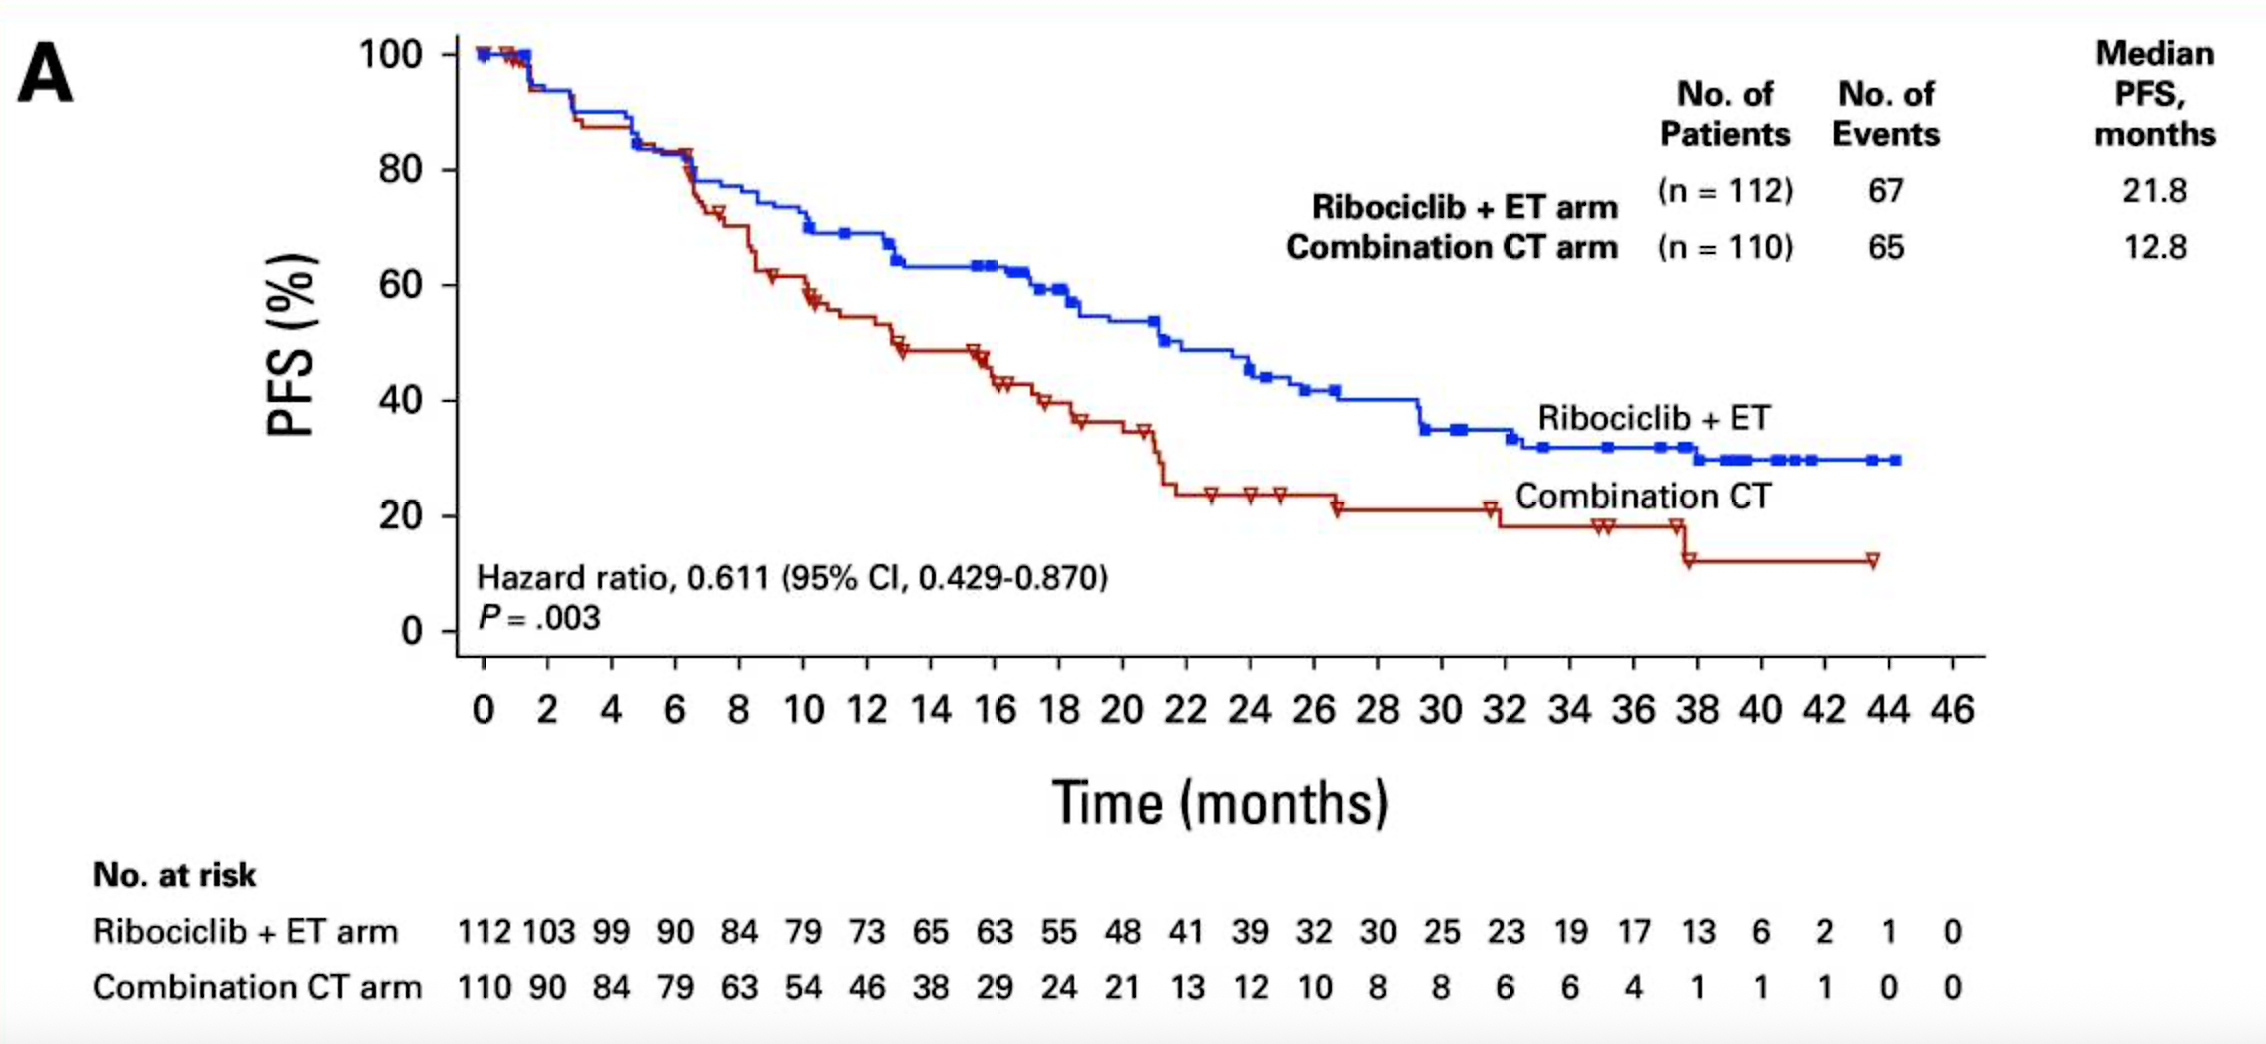 A
No. of Patients No. of Events Median PFS, months
Ribociclib + ET arm (n = 112) 67 21.8
Combination CT arm (n = 110) 65 12.8
PFS (%)
100
80
60
40
20
0
Ribociclib + ET
Combination CT
Hazard ratio, 0.611 (95% CI, 0.429-0.870)
P = .003
0 2 4 6 8 10 12 14 16 18 20 22 24 26 28 30 32 34 36 38 40 42 44 46
Time (months)
No. at risk
Ribociclib + ET arm 112 103 99 90 84 79 73 65 63 55 48 41 39 32 30 25 23 19 17 13 6 2 1 0
Combination CT arm 110 90 84 79 63 54 46 38 29 24 21 13 12 10 8 8 6 6 4 1 1 1 0 0